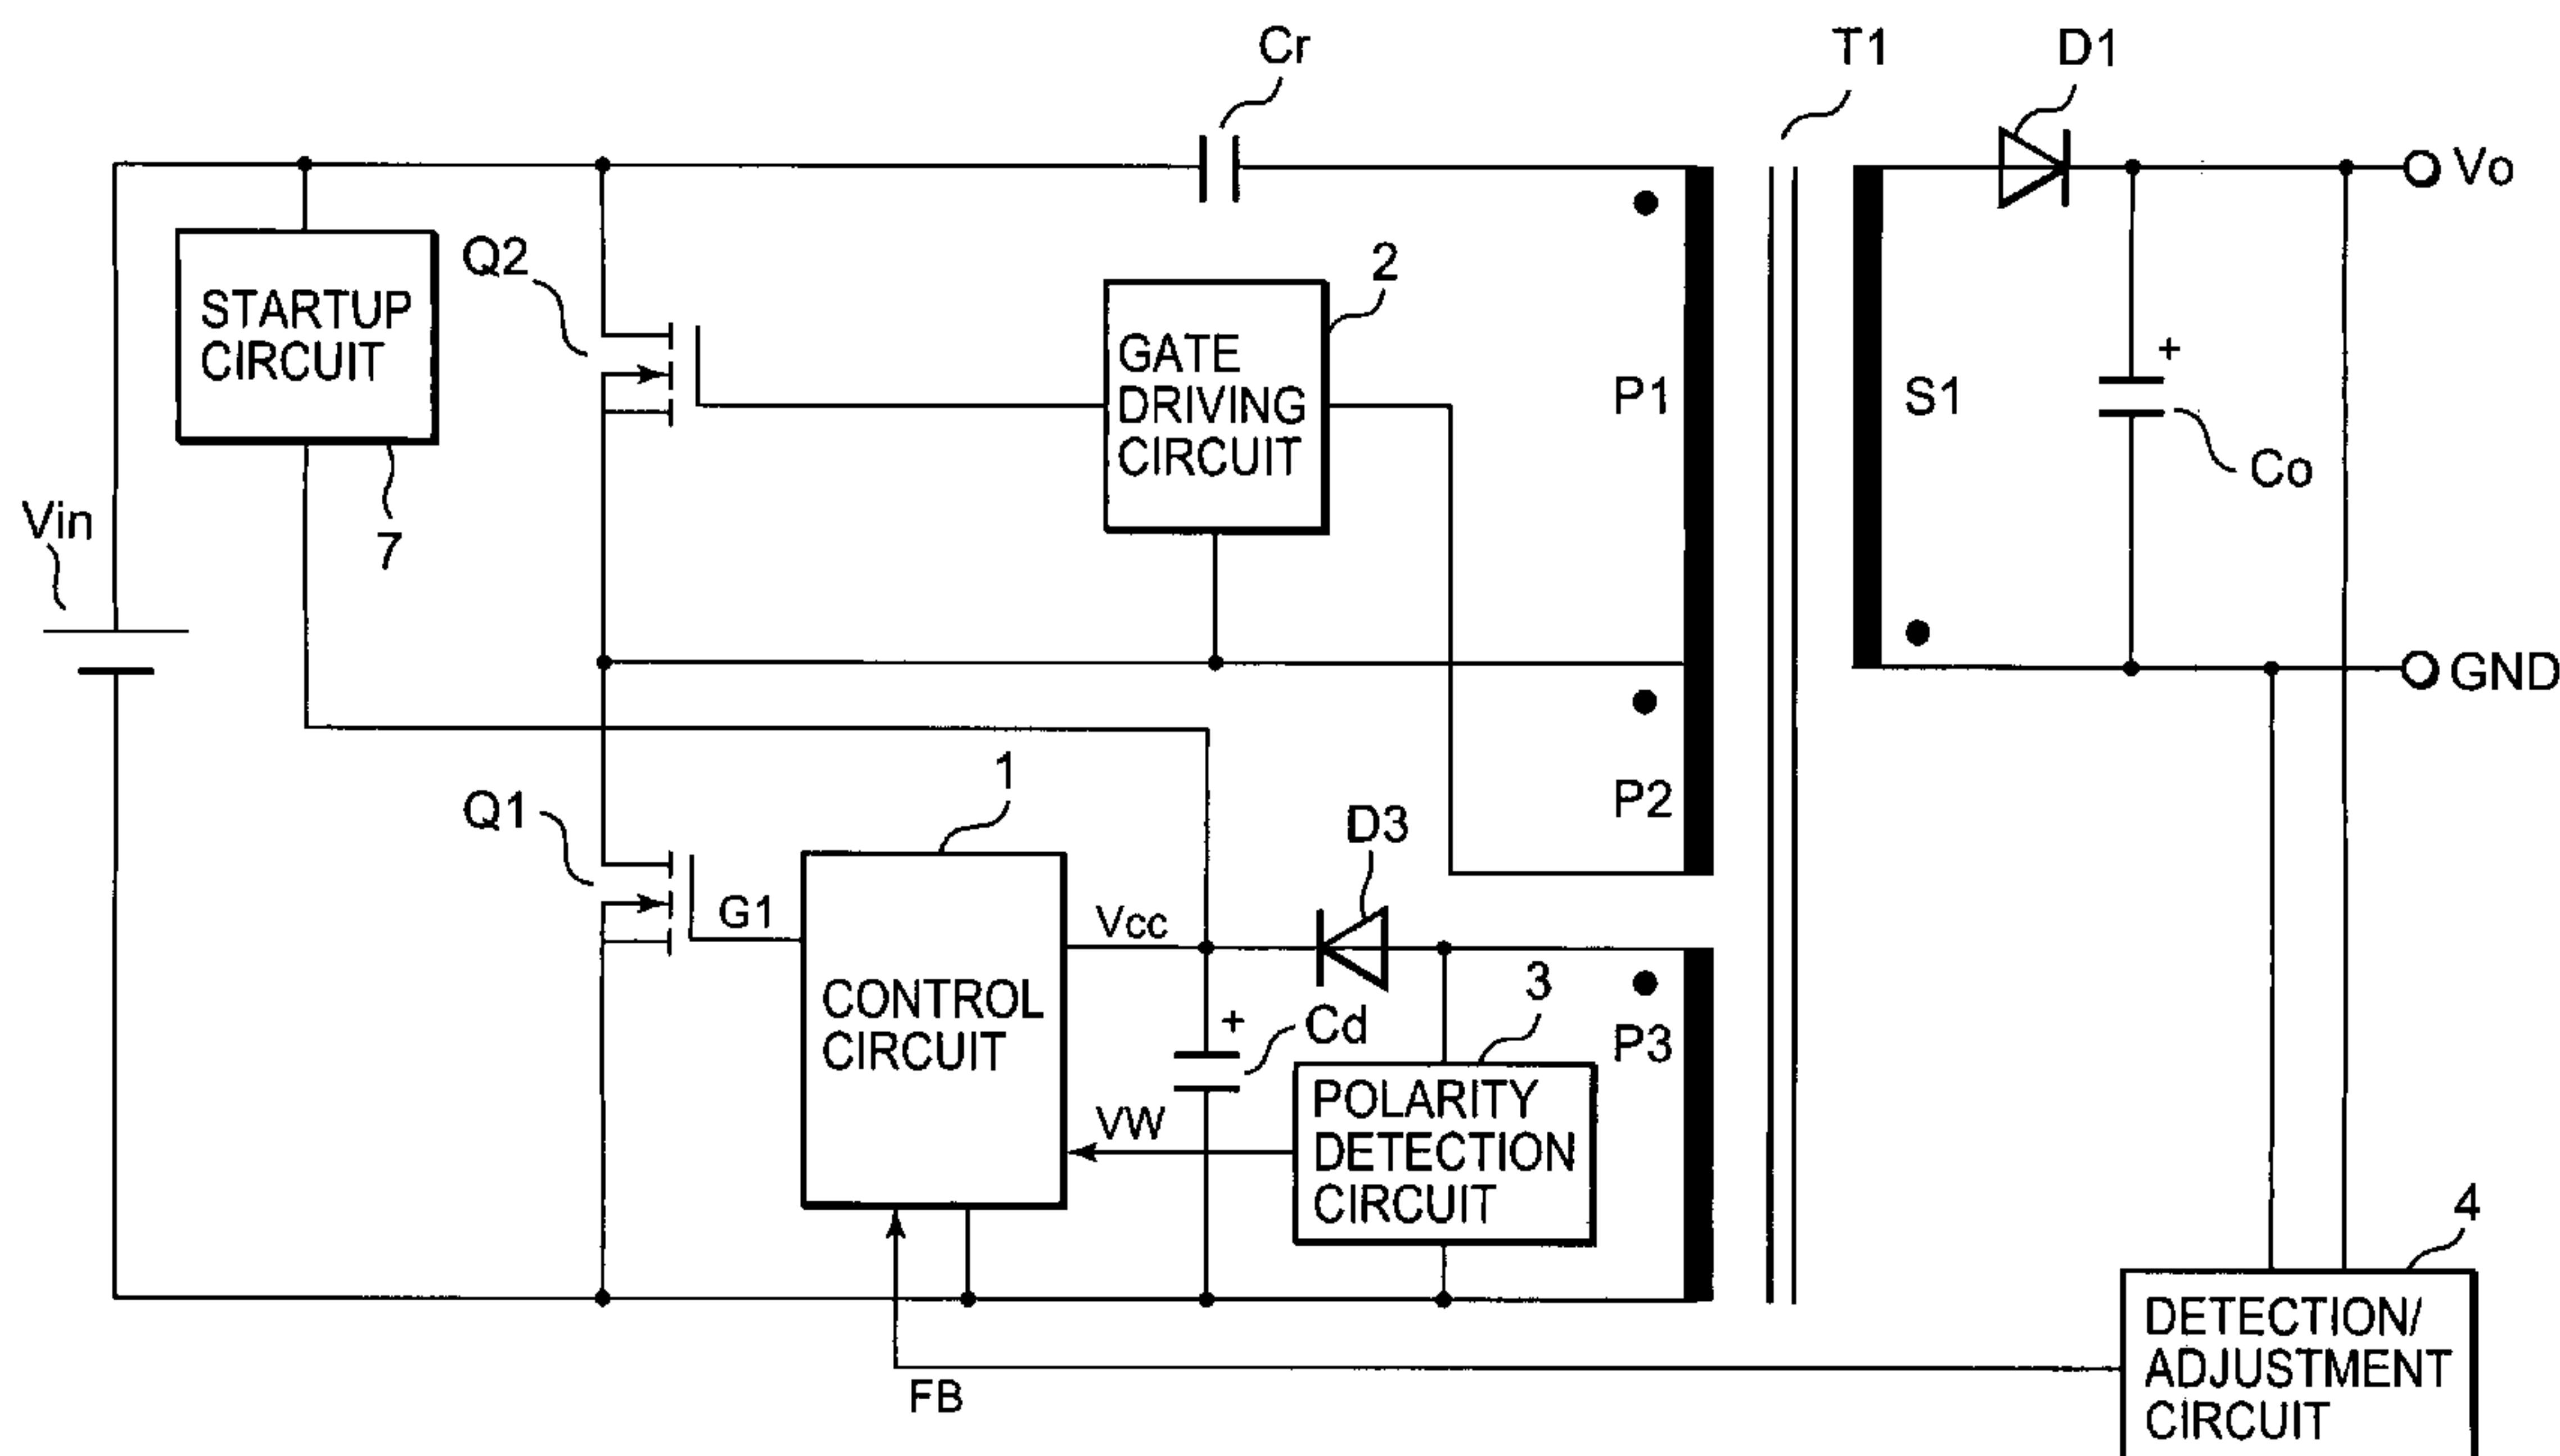 Cr
T1
D1
Vo
STARTUP
CIRCUIT
7
Q2
GATE
DRIVING
CIRCUIT
2
P1
S1
+
Co
Vin
GND
P2
Q1
G1
1
CONTROL
CIRCUIT
Vcc
D3
+
Cd
VW
3
POLARITY
DETECTION
CIRCUIT
P3
FB
4
DETECTION/
ADJUSTMENT
CIRCUIT